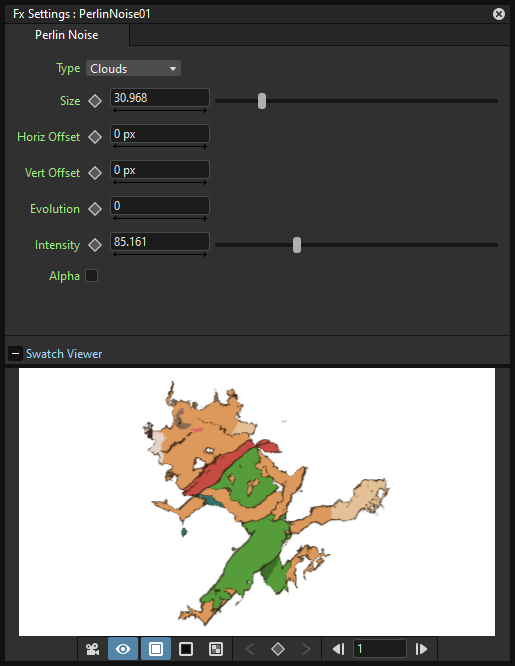 Fx Settings : PerlinNoise01
Perlin Noise
Type Clouds
Size 30.968
Horiz Offset 0 px
Vert Offset 0 px
Evolution 0
Intensity 85.161
Alpha
Swatch Viewer
1